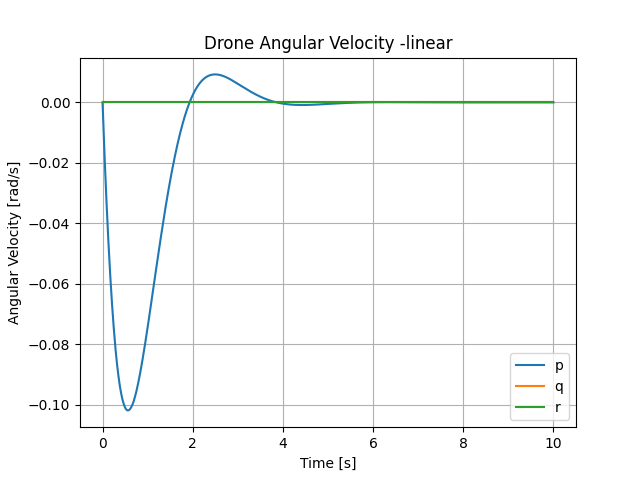 Drone Angular Velocity -linear
Angular Velocity [rad/s]
0.00
−0.02
−0.04
−0.06
−0.08
−0.10
0
2
4
6
8
10
Time [s]
p
q
r